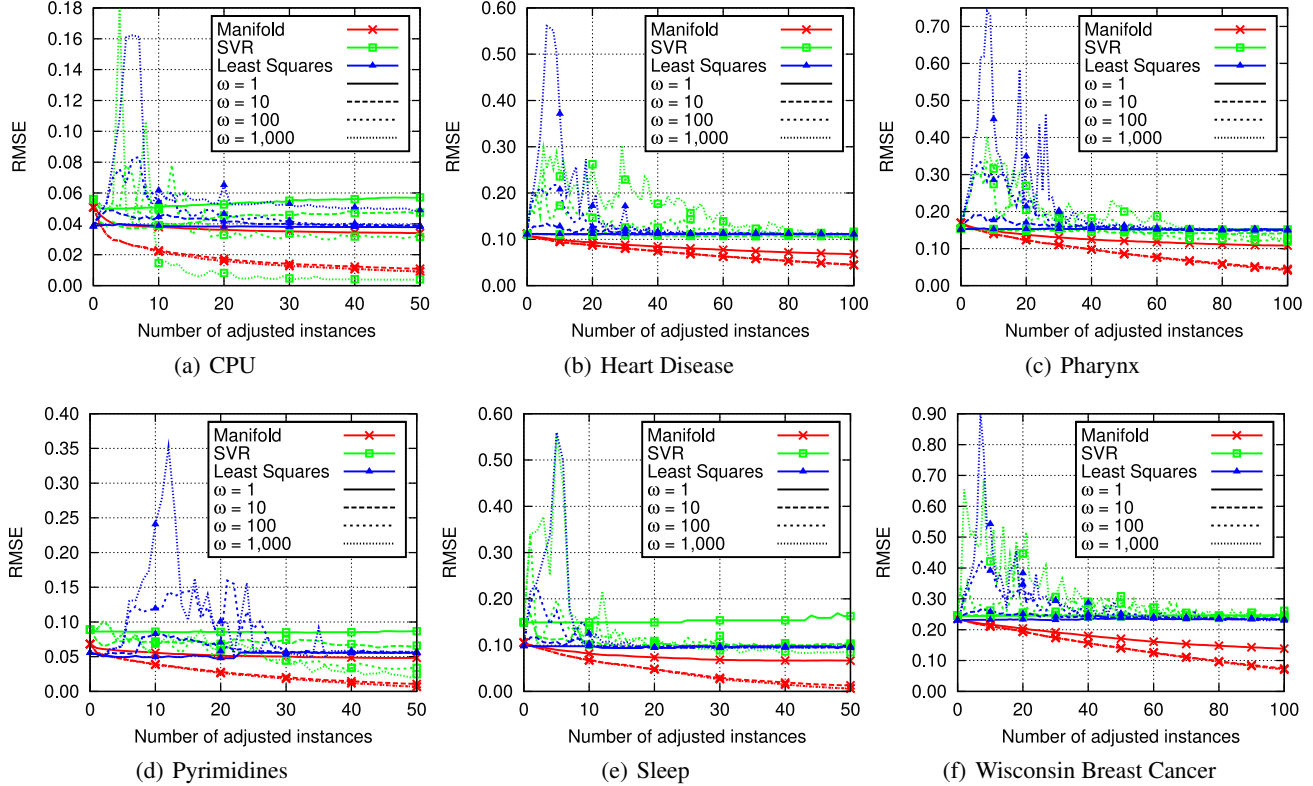 0.18
0.16
0.14
0.12
0.10
0.08
0.06
0.04
0.02
0.00
RMSE
0 10 20 30 40 50
Number of adjusted instances
Manifold
SVR
Least Squares
ω = 1
ω = 10
ω = 100
ω = 1,000
(a) CPU
0.60
0.50
0.40
0.30
0.20
0.10
0.00
RMSE
0 20 40 60 80 100
Number of adjusted instances
Manifold
SVR
Least Squares
ω = 1
ω = 10
ω = 100
ω = 1,000
(b) Heart Disease
0.70
0.60
0.50
0.40
0.30
0.20
0.10
0.00
RMSE
0 20 40 60 80 100
Number of adjusted instances
Manifold
SVR
Least Squares
ω = 1
ω = 10
ω = 100
ω = 1,000
(c) Pharynx
0.40
0.35
0.30
0.25
0.20
0.15
0.10
0.05
0.00
RMSE
0 10 20 30 40 50
Number of adjusted instances
Manifold
SVR
Least Squares
ω = 1
ω = 10
ω = 100
ω = 1,000
(d) Pyrimidines
0.60
0.50
0.40
0.30
0.20
0.10
0.00
RMSE
0 10 20 30 40 50
Number of adjusted instances
Manifold
SVR
Least Squares
ω = 1
ω = 10
ω = 100
ω = 1,000
(e) Sleep
0.90
0.80
0.70
0.60
0.50
0.40
0.30
0.20
0.10
0.00
RMSE
0 20 40 60 80 100
Number of adjusted instances
Manifold
SVR
Least Squares
ω = 1
ω = 10
ω = 100
ω = 1,000
(f) Wisconsin Breast Cancer